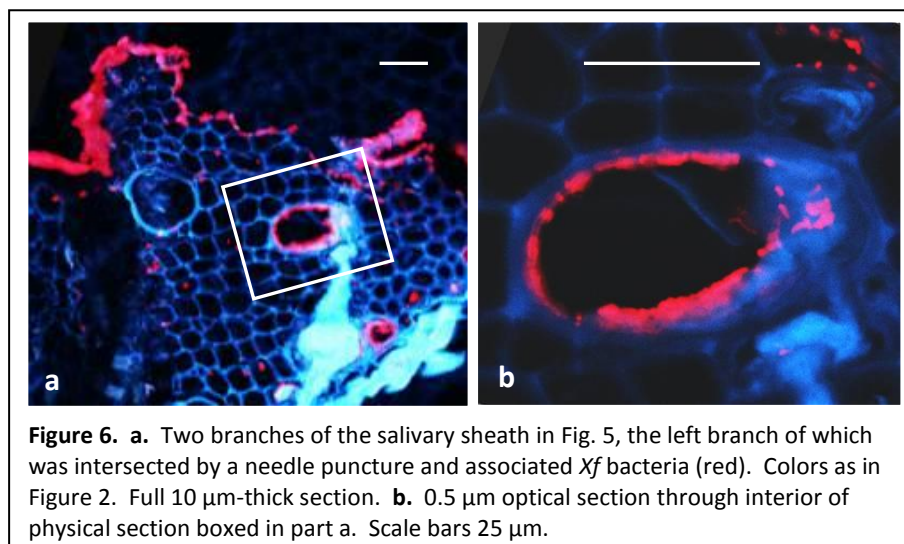 a
b
Figure 6. a. Two branches of the salivary sheath in Fig. 5, the left branch of which
was intersected by a needle puncture and associated Xf bacteria (red). Colors as in
Figure 2. Full 10 µm-thick section. b. 0.5 µm optical section through interior of
physical section boxed in part a. Scale bars 25 µm.